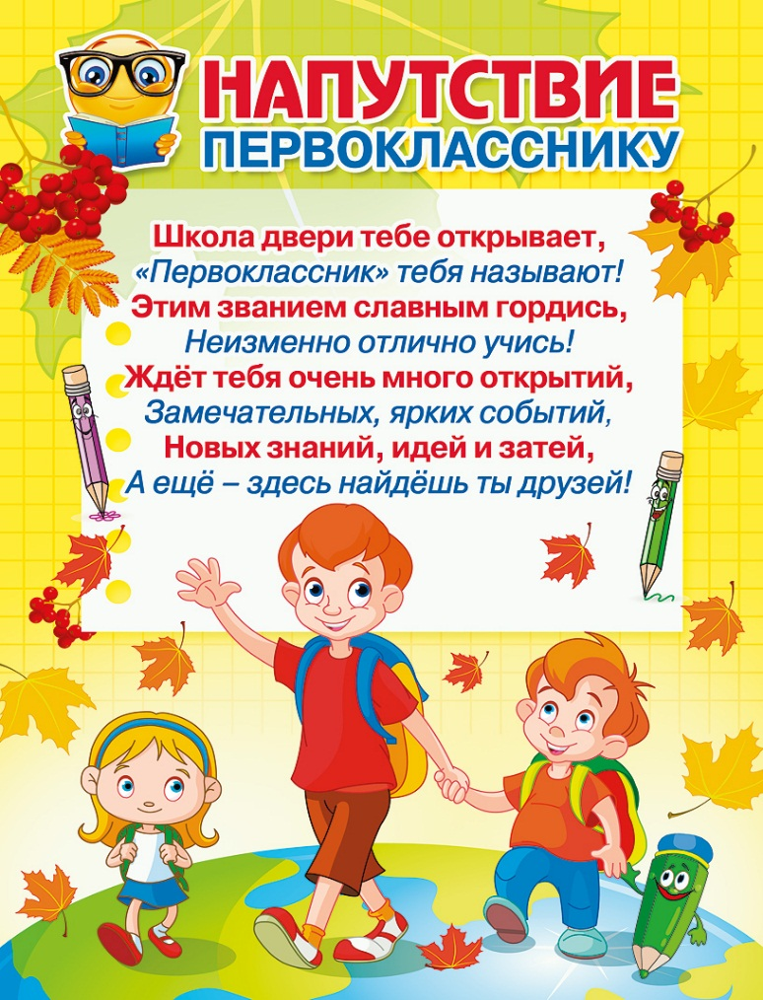 НАПУТСТВИЕ
ПЕРВОКЛАССНИКУ
Школа двери тебе открывает,
«Первоклассник» тебя называют!
Этим званием славным гордись,
Неизменно отлично учись!
Ждёт тебя очень много открытий,
Замечательных, ярких событий,
Новых знаний, идей и затей,
А ещё – здесь найдёшь ты друзей!